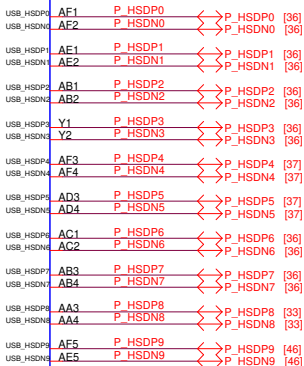 USB_HSDP0 AF1 P_HSDP0 P_HSDP0 [36]
USB_HSDN0 AF2 P_HSDN0 P_HSDN0 [36]
USB_HSDP1 AE1 P_HSDP1 P_HSDP1 [36]
USB_HSDN1 AE2 P_HSDN1 P_HSDN1 [36]
USB_HSDP2 AB1 P_HSDP2 P_HSDP2 [36]
USB_HSDN2 AB2 P_HSDN2 P_HSDN2 [36]
USB_HSDP3 Y1 P_HSDP3 P_HSDP3 [36]
USB_HSDN3 Y2 P_HSDN3 P_HSDN3 [36]
USB_HSDP4 AF3 P_HSDP4 P_HSDP4 [37]
USB_HSDN4 AF4 P_HSDN4 P_HSDN4 [37]
USB_HSDP5 AD3 P_HSDP5 P_HSDP5 [37]
USB_HSDN5 AD4 P_HSDN5 P_HSDN5 [37]
USB_HSDP6 AC1 P_HSDP6 P_HSDP6 [36]
USB_HSDN6 AC2 P_HSDN6 P_HSDN6 [36]
USB_HSDP7 AB3 P_HSDP7 P_HSDP7 [36]
USB_HSDN7 AB4 P_HSDN7 P_HSDN7 [36]
USB_HSDP8 AA3 P_HSDP8 P_HSDP8 [33]
USB_HSDN8 AA4 P_HSDN8 P_HSDN8 [33]
USB_HSDP9 AF5 P_HSDP9 P_HSDP9 [46]
USB_HSDN9 AE5 P_HSDN9 P_HSDN9 [46]